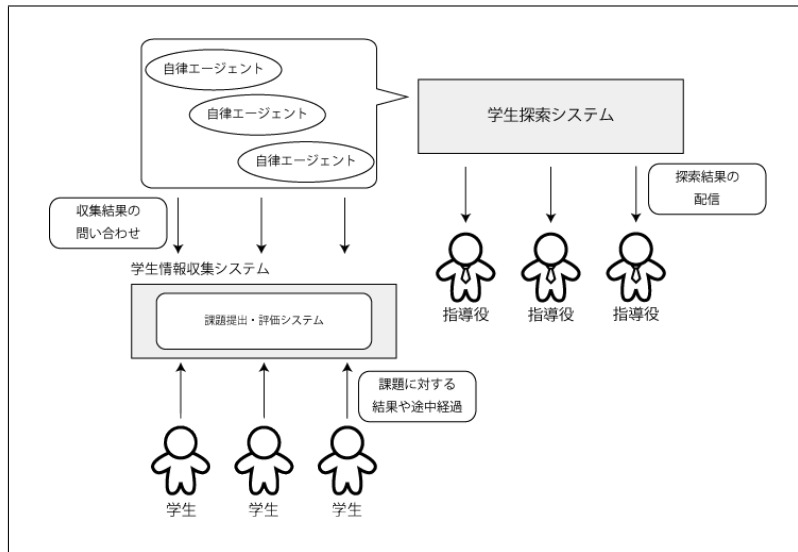 自律エージェント
自律エージェント
自律エージェント
学生探索システム
探索結果の
配信
収集結果の
問い合わせ
学生情報収集システム
課題提出・評価システム
指導役
指導役
指導役
課題に対する
結果や途中経過
学生
学生
学生